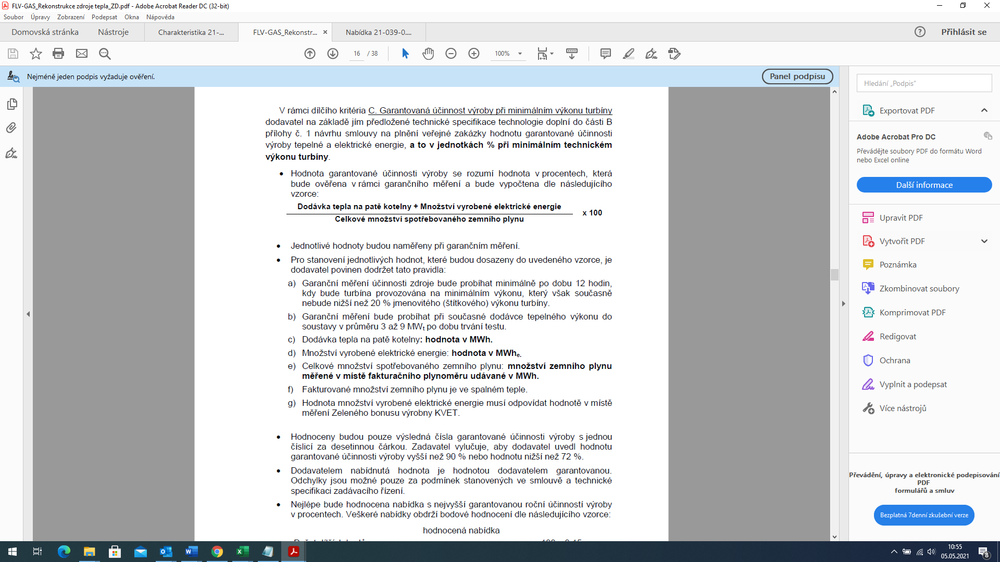 FLV-GAS_Rekonstrukce zdroje tepla_ZD.pdf - Adobe Acrobat Reader DC (32-bit)
Soubor Úpravy Zobrazení Podepsat Okna Nápověda
Domovská stránka Nástroje Charakteristika 21-... FLV-GAS_Rekonstr... × Nabídka 21-039-0.... Přihlásit se
16 / 38 100%
Nejméně jeden podpis vyžaduje ověření. Panel podpisu
V rámci dílčího kritéria C. Garantovaná účinnost výroby při minimálním výkonu turbíny
dodavatel na základě jím předložené technické specifikace technologie doplní do části B
přílohy č. 1 návrhu smlouvy na plnění veřejné zakázky hodnotu garantované účinnosti
výroby tepelné a elektrické energie, a to v jednotkách % při minimálním technickém
výkonu turbíny.
• Hodnota garantované účinnosti výroby se rozumí hodnota v procentech, která
bude ověřena v rámci garančního měření a bude vypočtena dle následujícího
vzorce:
Dodávka tepla na patě kotelny + Množství vyrobené elektrické energie
x 100
Celkové množství spotřebovaného zemního plynu
• Jednotlivé hodnoty budou naměřeny při garančním měření.
• Pro stanovení jednotlivých hodnot, které budou dosazeny do uvedeného vzorce, je
dodavatel povinen dodržet tato pravidla:
a) Garanční měření účinnosti zdroje bude probíhat minimálně po dobu 12 hodin,
kdy bude turbína provozována na minimálním výkonu, který však současně
nebude nižší než 20 % jmenovitého (štítkového) výkonu turbíny.
b) Garanční měření bude probíhat při současné dodávce tepelného výkonu do
soustavy v průměru 3 až 9 MWt po dobu trvání testu.
c) Dodávka tepla na patě kotelny: hodnota v MWh.
d) Množství vyrobené elektrické energie: hodnota v MWhe.
e) Celkové množství spotřebovaného zemního plynu: množství zemního plynu
měřené v místě fakturačního plynoměru udávané v MWh.
f) Fakturované množství zemního plynu je ve spalném teple.
g) Hodnota množství vyrobené elektrické energie musí odpovídat hodnotě v místě
měření Zeleného bonusu výrobny KVET.
• Hodnoceny budou pouze výsledná čísla garantované účinnosti výroby s jednou
číslicí za desetinnou čárkou. Zadavatel vylučuje, aby dodavatel uvedl hodnotu
garantované účinnosti výroby vyšší než 90 % nebo hodnotu nižší než 72 %.
• Dodavatelem nabídnutá hodnota je hodnotou dodavatelem garantovanou.
Odchylky jsou možné pouze za podmínek stanovených ve smlouvě a technické
specifikaci zadávacího řízení.
• Nejlépe bude hodnocena nabídka s nejvyšší garantovanou roční účinností výroby
v procentech. Veškeré nabídky obdrží bodové hodnocení dle následujícího vzorce:
hodnocená nabídka
Hledání „Podpis“
Exportovat PDF
Adobe Acrobat Pro DC
Převádějte soubory PDF do formátu Word
nebo Excel online
Další informace
Upravit PDF
Vytvořit PDF
Poznámka
Zkombinovat soubory
Komprimovat PDF
Redigovat
Ochrana
Vyplnit a podepsat
Více nástrojů
Převádění, úpravy a elektronické podepisování
PDF
formulářů a smluv
Bezplatná 7denní zkušební verze
10:55
05.05.2021
8